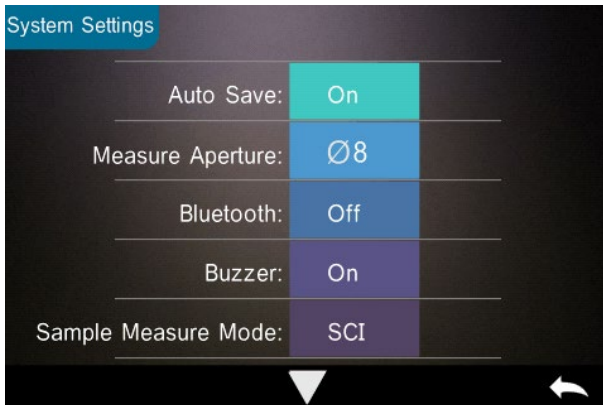 System Settings
Auto Save: On
Measure Aperture: Ø8
Bluetooth: Off
Buzzer: On
Sample Measure Mode: SCI